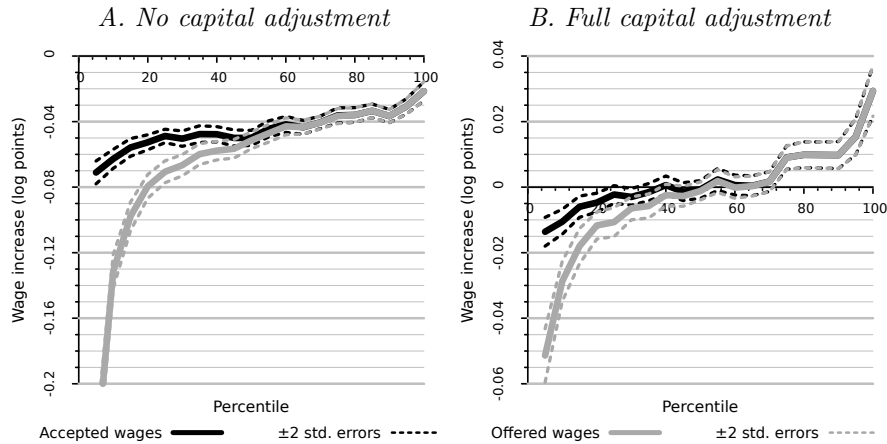 A. No capital adjustment
B. Full capital adjustment
Wage increase (log points)
0
-0.04
-0.08
-0.12
-0.16
-0.2
0 20 40 60 80 100
Percentile
Wage increase (log points)
0.04
0.02
0
-0.02
-0.04
-0.06
0 20 40 60 80 100
Percentile
Accepted wages ±2 std. errors Offered wages ±2 std. errors